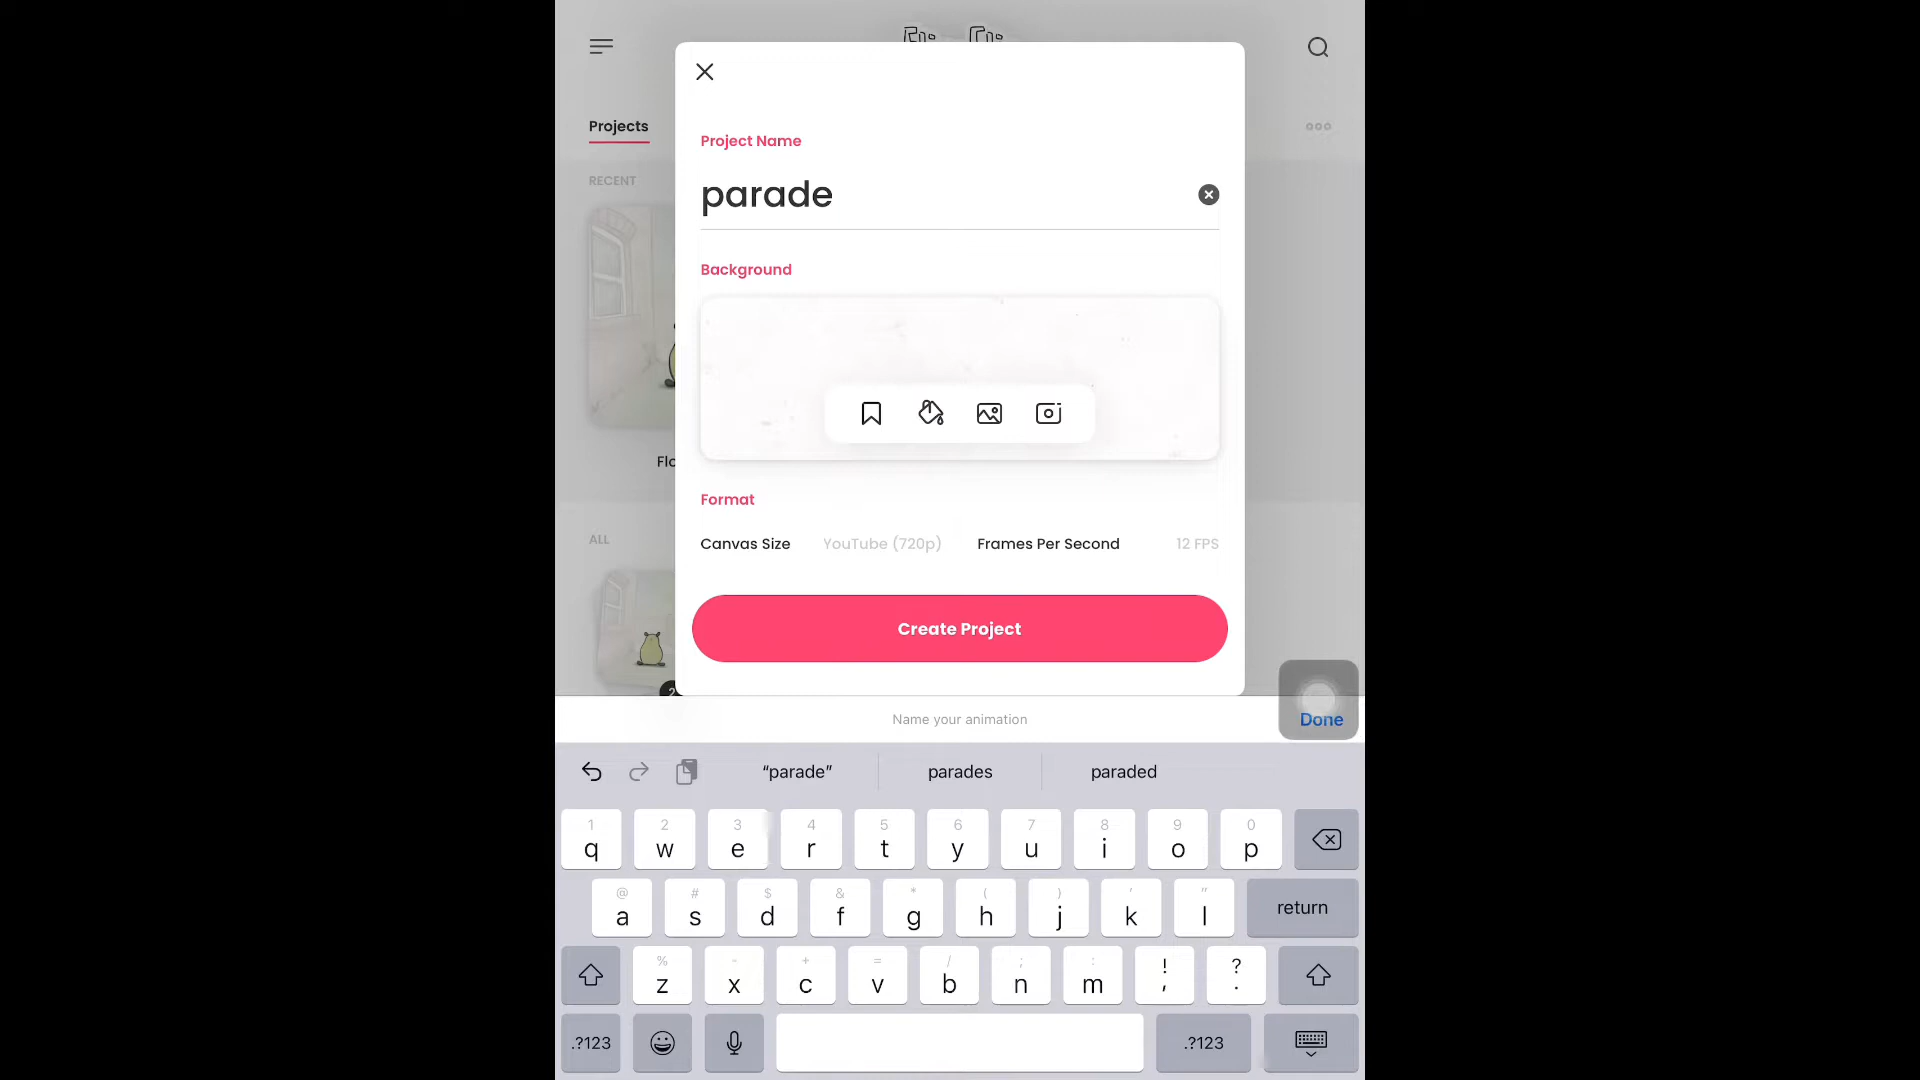 Projects
RECENT
Project Name
parade
Background
Flo
Format
ALL
Canvas Size YouTube (720p) Frames Per Second 12 FPS
Create Project
2
Name your animation
Done
“parade” parades paraded
1 2 3 4 5 6 7 8 9 0
q w e r t y u i o p
@ # $ & * ( ) ' "
a s d f g h j k l return
% - + = / ; : ! ?
z x c v b n m , .
.?123 .?123